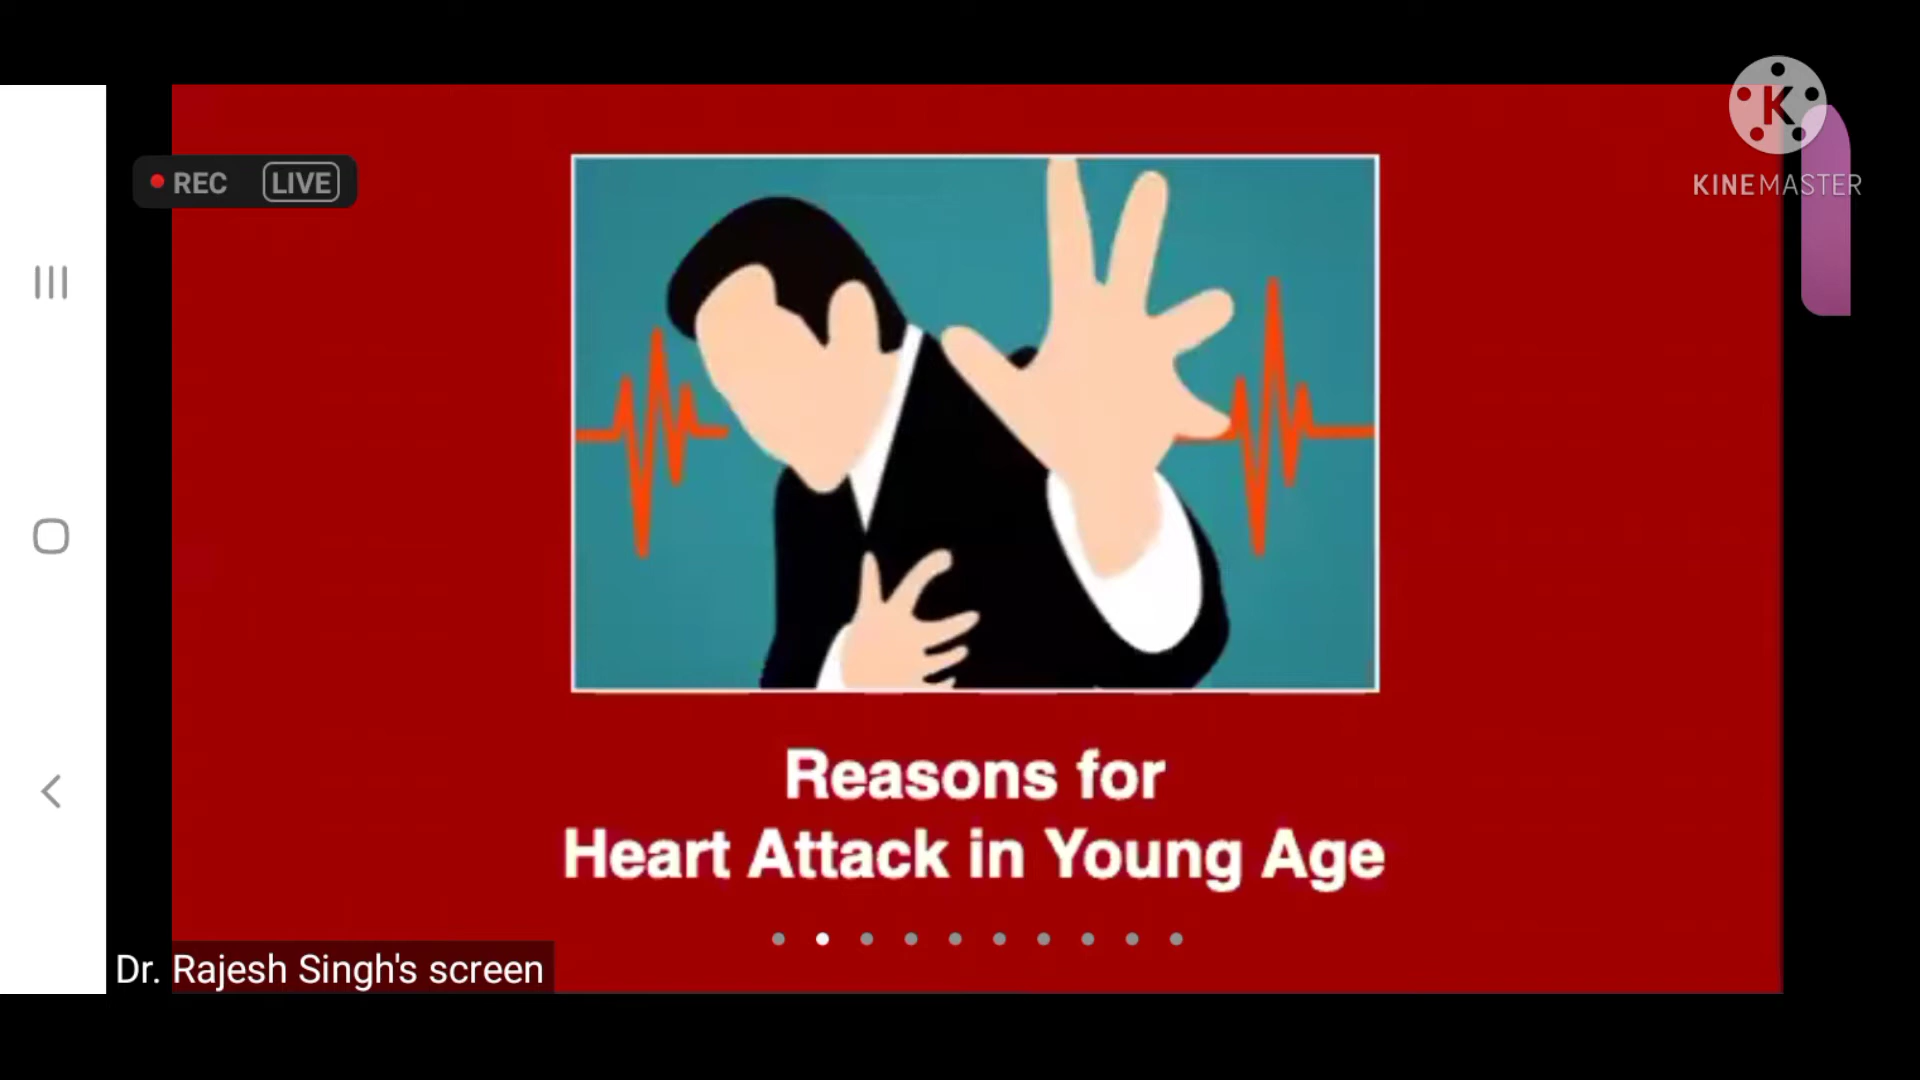 REC LIVE
K
KINEMASTER
Reasons for
Heart Attack in Young Age
Dr. Rajesh Singh's screen